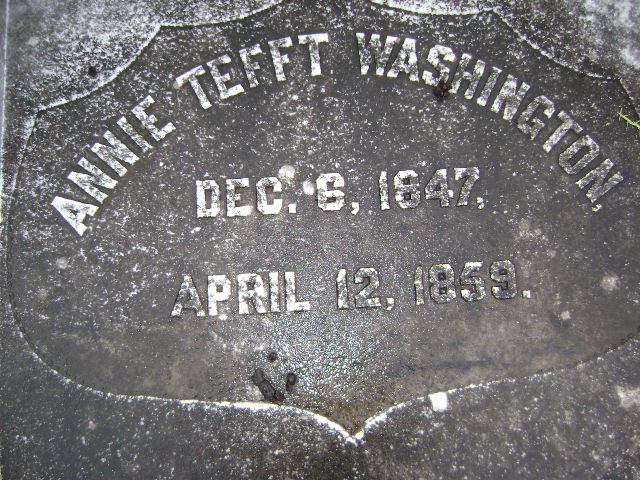 ANNIE TEFFT WASHINGTON,
DEC. 6, 1847,
APRIL 12, 1859.